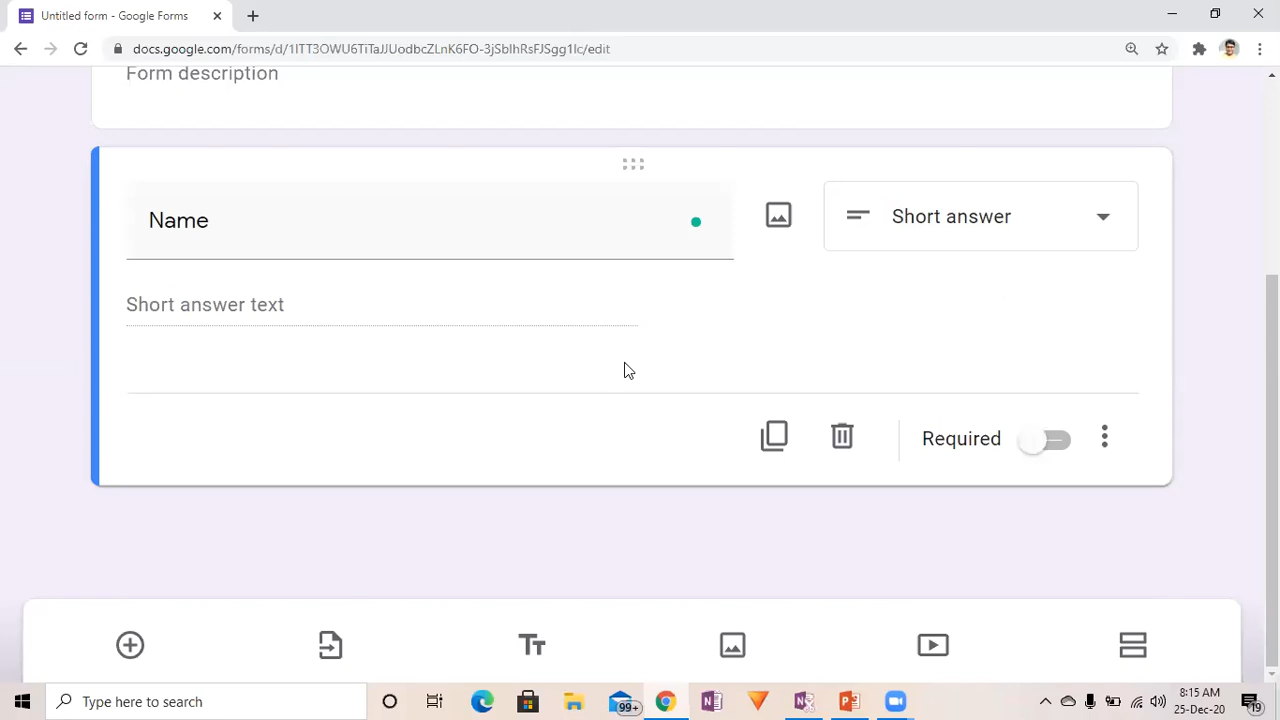 Untitled form - Google Forms
docs.google.com/forms/d/1ITT3OWU6TiTaJJUodbcZLnK6FO-3jSbIhRsFJSgg1Ic/edit
Form description
Name
Short answer
Short answer text
Required
Type here to search
99+
8:15 AM
25-Dec-20
19